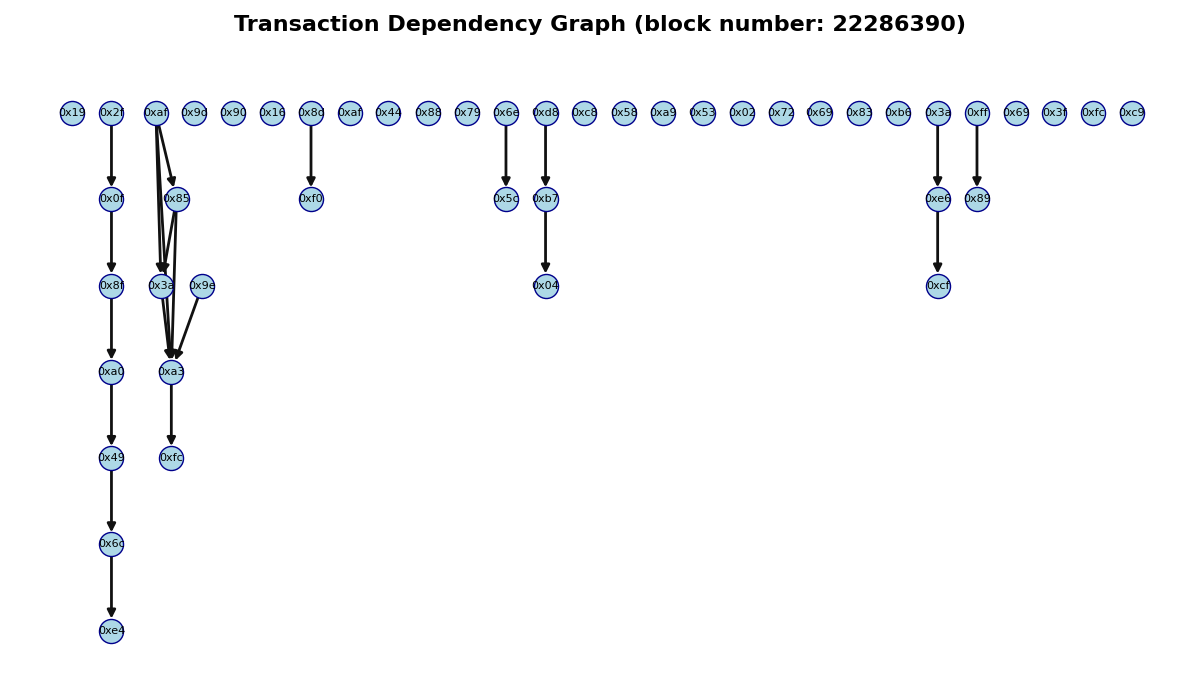 Transaction Dependency Graph (block number: 22286390)
0x19 0x2f 0xaf 0x9d 0x90 0x16 0x8d 0xaf 0x44 0x88 0x79 0x6e 0xd8 0xc8 0x58 0xa9 0x53 0x02 0x72 0x69 0x83 0xb6 0x3a 0xff 0x69 0x3f 0xfc 0xc9
0x0f 0x85 0xf0 0x5c 0xb7 0xe6 0x89
0x8f 0x3a 0x9e 0x04 0xcf
0xa0 0xa3
0x49 0xfc
0x6c
0xe4